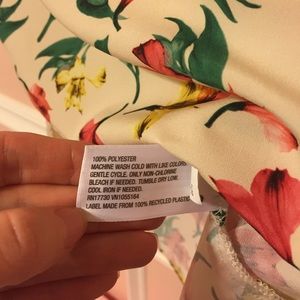 100% POLYESTER
MACHINE WASH COLD WITH LIKE COLORS
GENTLE CYCLE. ONLY NON-CHLORINE
BLEACH IF NEEDED. TUMBLE DRY LOW.
COOL IRON IF NEEDED.
RN17730 VN1055164
LABEL MADE FROM 100% RECYCLED PLASTIC